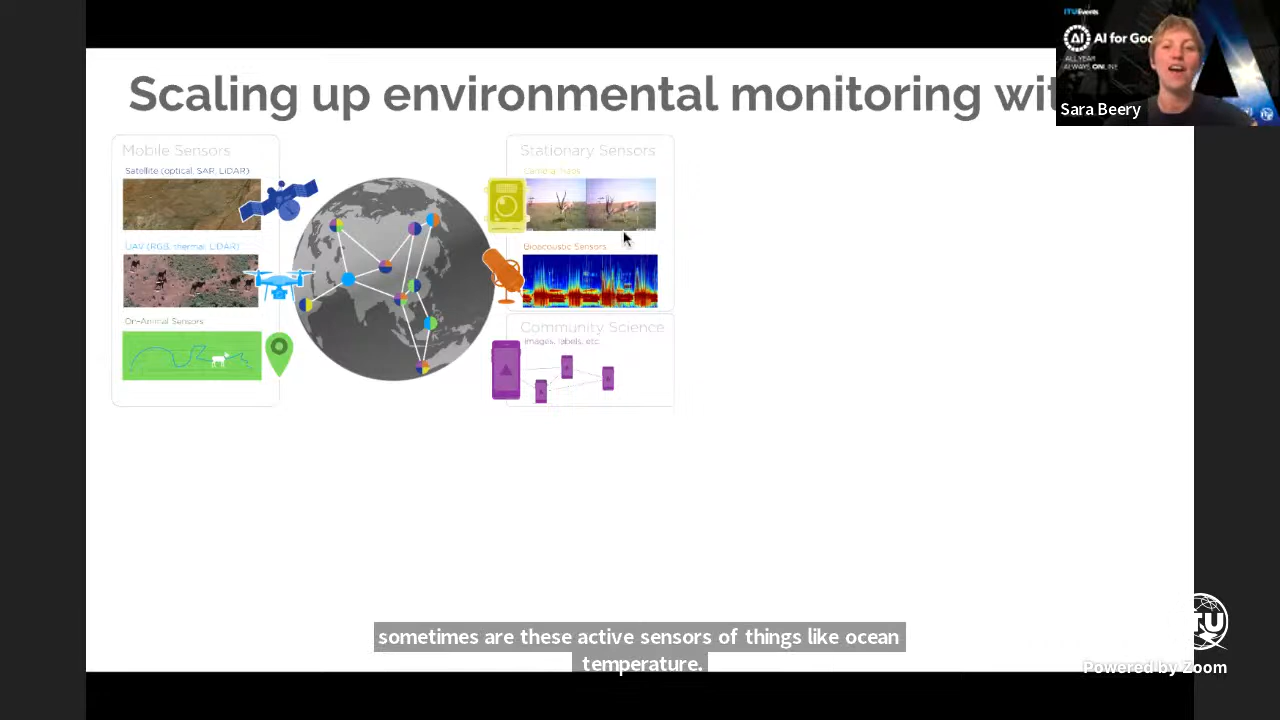 Scaling up environmental monitoring wit
Mobile Sensors
Satellite (optical, SAR, LiDAR)
UAV (RGB, thermal, LiDAR)
On-Animal Sensors
Stationary Sensors
Camera Traps
Bioacoustic Sensors
Community Science
images, labels, etc.
ITUEvents
AI
AI for Goo
ALL YEAR
ALWAYS ONLINE
Sara Beery
sometimes are these active sensors of things like ocean
temperature.
Powered by Zoom